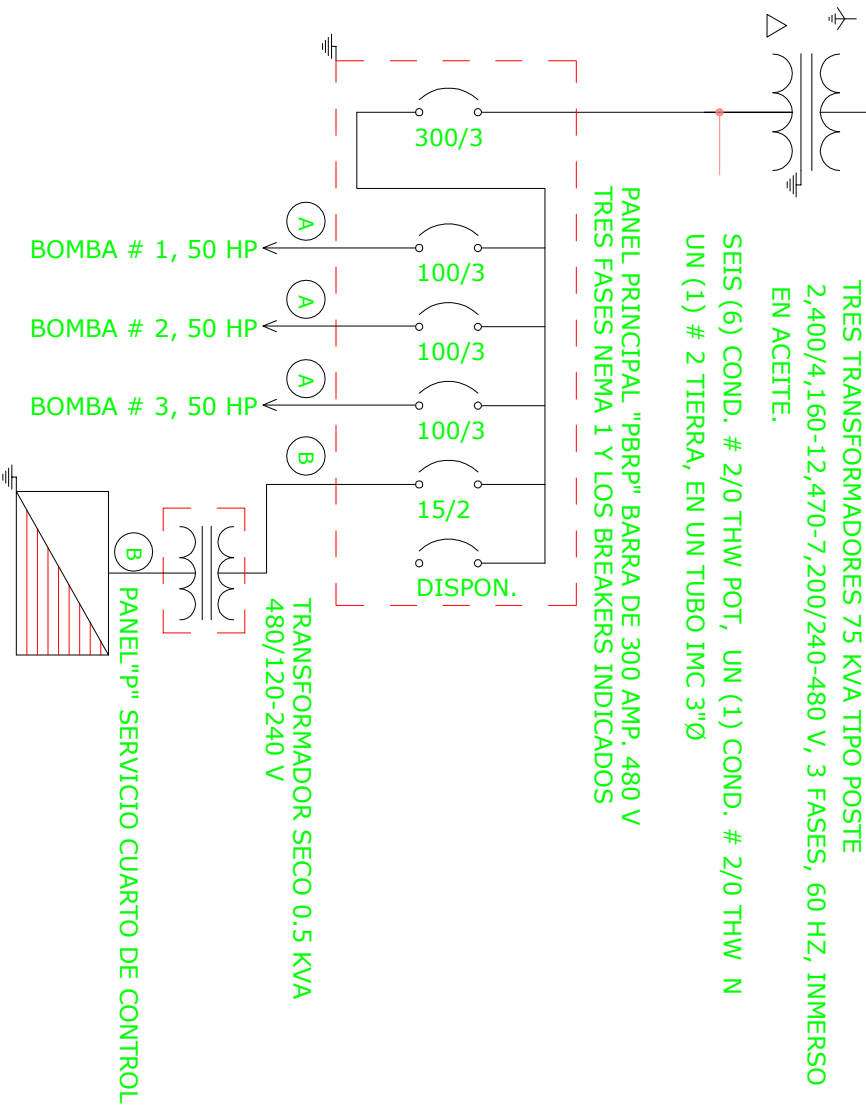 TRES TRANSFORMADORES 75 KVA TIPO POSTE
2,400/4,160-12,470-7,200/240-480 V, 3 FASES, 60 HZ, INMERSO
EN ACEITE.
SEIS (6) COND. # 2/0 THW POT, UN (1) COND. # 2/0 THW N
UN (1) # 2 TIERRA, EN UN TUBO IMC 3"Ø
PANEL PRINCIPAL "PBRP" BARRA DE 300 AMP. 480 V
TRES FASES NEMA 1 Y LOS BREAKERS INDICADOS
300/3
A
100/3
BOMBA # 1, 50 HP
A
100/3
BOMBA # 2, 50 HP
A
100/3
BOMBA # 3, 50 HP
B
15/2
DISPON.
TRANSFORMADOR SECO 0.5 KVA
480/120-240 V
B
PANEL"P" SERVICIO CUARTO DE CONTROL